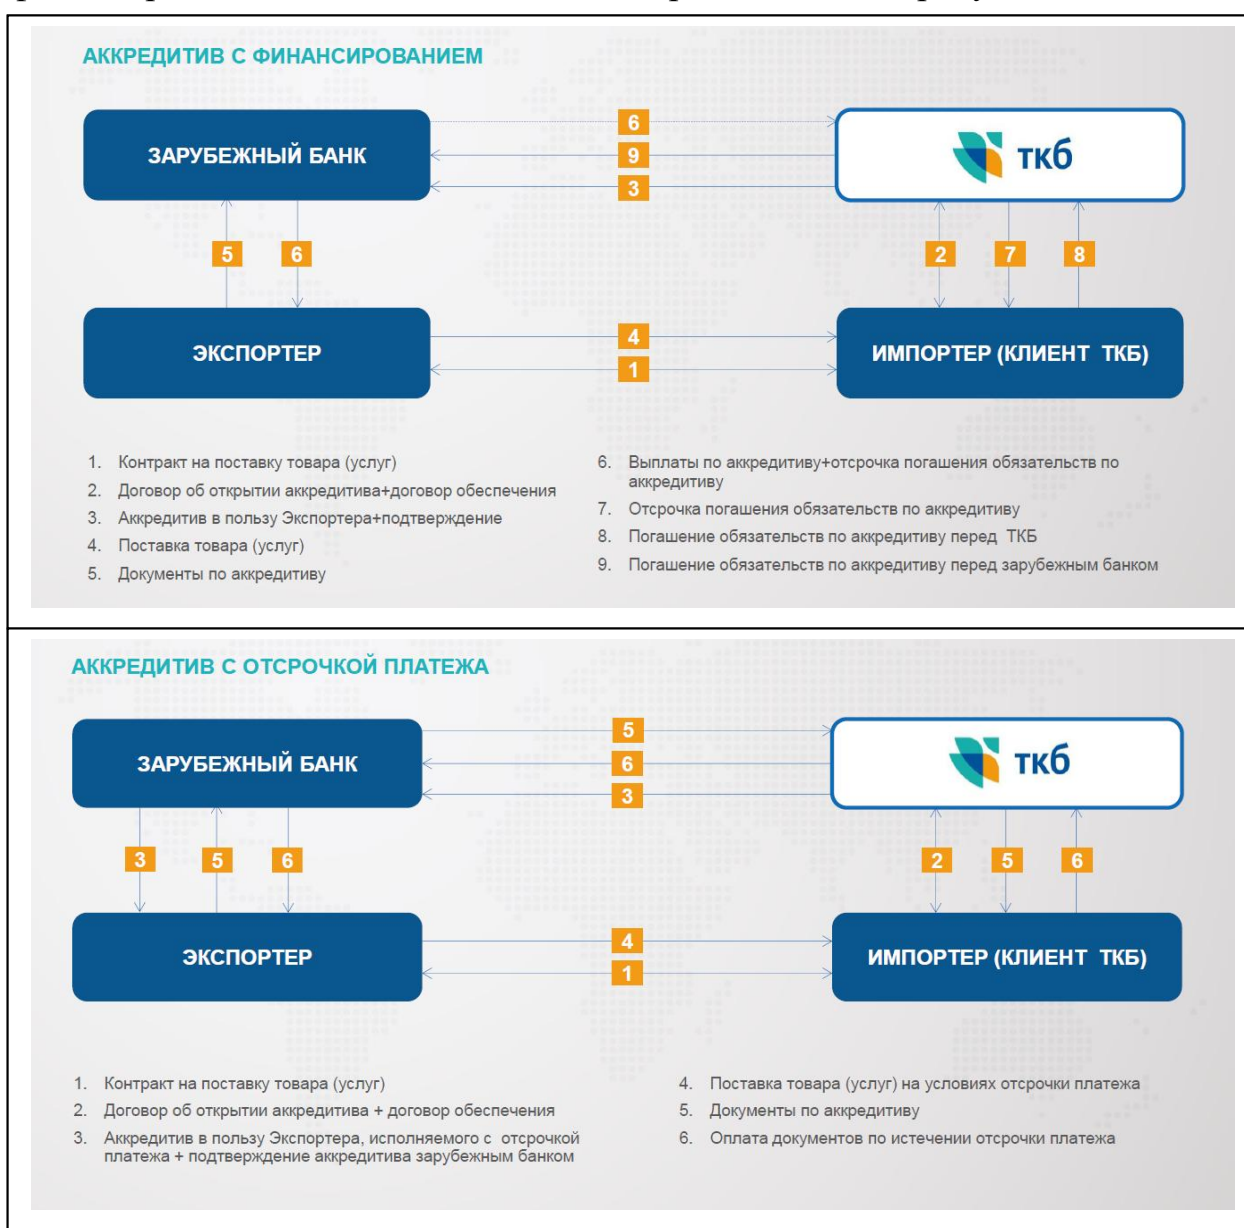 АККРЕДИТИВ С ФИНАНСИРОВАНИЕМ
ЗАРУБЕЖНЫЙ БАНК
6
9
3
ткб
5
6
2
7
8
ЭКСПОРТЕР
4
1
ИМПОРТЕР (КЛИЕНТ ТКБ)
1. Контракт на поставку товара (услуг)
2. Договор об открытии аккредитива+договор обеспечения
3. Аккредитив в пользу Экспортера+подтверждение
4. Поставка товара (услуг)
5. Документы по аккредитиву
6. Выплаты по аккредитиву+отсрочка погашения обязательств по
аккредитиву
7. Отсрочка погашения обязательств по аккредитиву
8. Погашение обязательств по аккредитиву перед ТКБ
9. Погашение обязательств по аккредитиву перед зарубежным банком
АККРЕДИТИВ С ОТСРОЧКОЙ ПЛАТЕЖА
ЗАРУБЕЖНЫЙ БАНК
5
6
3
ткб
3
5
6
2
5
6
ЭКСПОРТЕР
4
1
ИМПОРТЕР (КЛИЕНТ ТКБ)
1. Контракт на поставку товара (услуг)
2. Договор об открытии аккредитива + договор обеспечения
3. Аккредитив в пользу Экспортера, исполняемого с отсрочкой
платежа + подтверждение аккредитива зарубежным банком
4. Поставка товара (услуг) на условиях отсрочки платежа
5. Документы по аккредитиву
6. Оплата документов по истечении отсрочки платежа